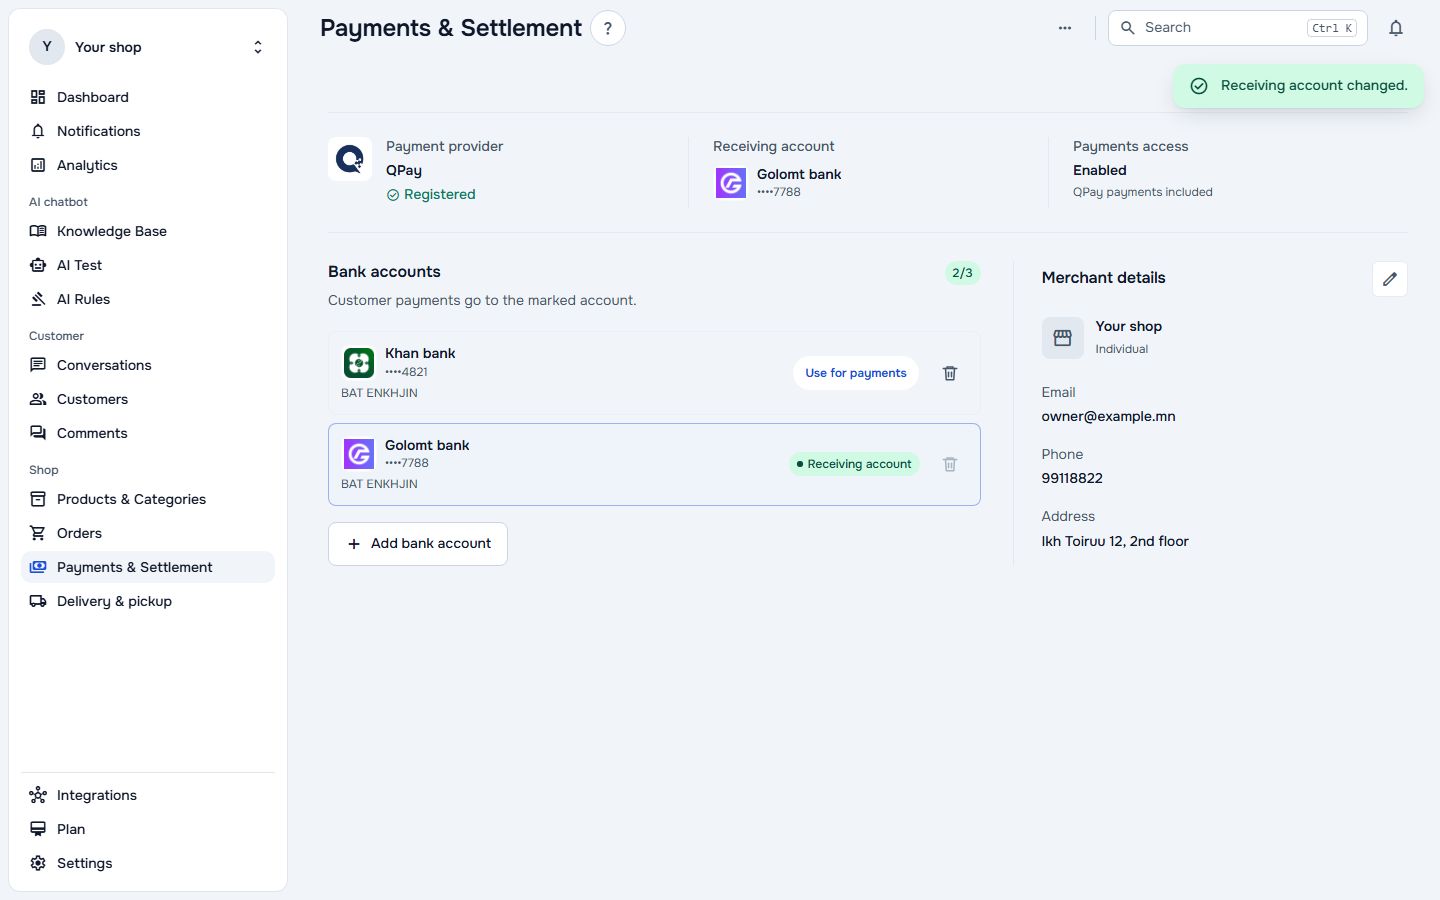 Y
Your shop
Dashboard
Notifications
Analytics
AI chatbot
Knowledge Base
AI Test
AI Rules
Customer
Conversations
Customers
Comments
Shop
Products & Categories
Orders
Payments & Settlement
Delivery & pickup
Integrations
Plan
Settings
Payments & Settlement
?
Search
Ctrl K
Receiving account changed.
Payment provider
QPay
Registered
Receiving account
Golomt bank
••••7788
Payments access
Enabled
QPay payments included
Bank accounts
2/3
Customer payments go to the marked account.
Khan bank
••••4821
BAT ENKHJIN
Use for payments
Golomt bank
••••7788
BAT ENKHJIN
Receiving account
Add bank account
Merchant details
Your shop
Individual
Email
owner@example.mn
Phone
99118822
Address
Ikh Toiruu 12, 2nd floor